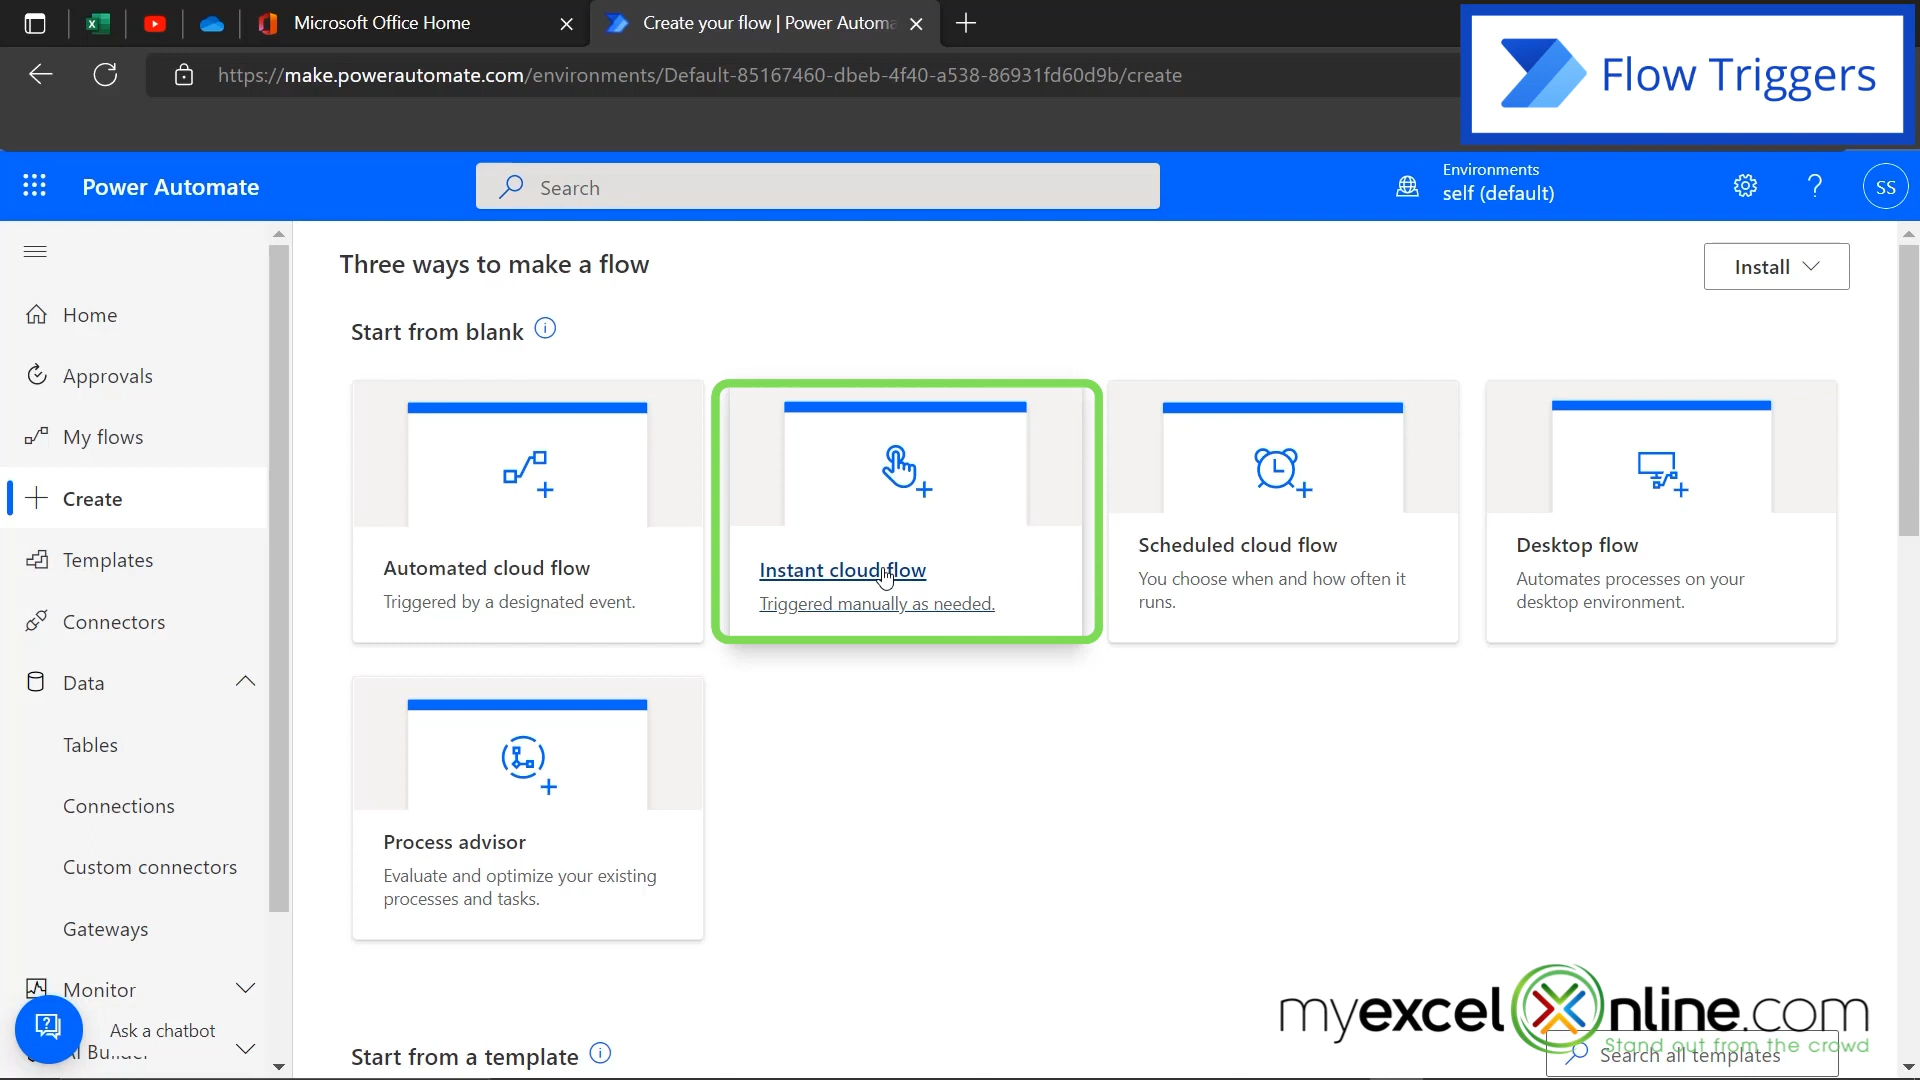 Microsoft Office Home
Create your flow | Power Automa
https://make.powerautomate.com/environments/Default-85167460-dbeb-4f40-a538-86931fd60d9b/create
Flow Triggers
Power Automate
Search
Environments
self (default)
SS
Three ways to make a flow
Install
Start from blank
Home
Approvals
My flows
Create
Templates
Connectors
Data
Tables
Connections
Custom connectors
Gateways
Monitor
Ask a chatbot
AI Builder
Automated cloud flow
Triggered by a designated event.
Instant cloud flow
Triggered manually as needed.
Scheduled cloud flow
You choose when and how often it
runs.
Desktop flow
Automates processes on your
desktop environment.
Process advisor
Evaluate and optimize your existing
processes and tasks.
Start from a template
myexcelonline.com
Stand out from the crowd
Search all templates